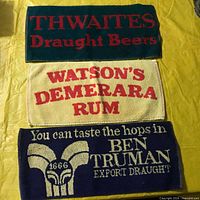 THWAITES
Draught Beers
WATSON'S
DEMERARA
RUM
You can taste the hops in
BEN
TRUMAN
EXPORT DRAUGHT
1666